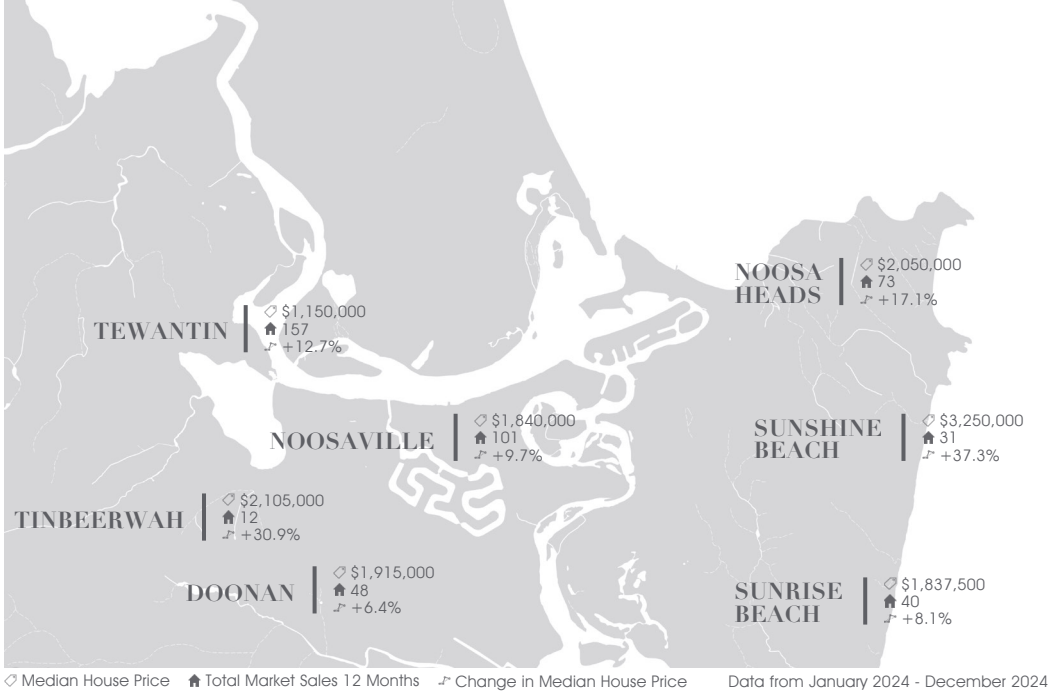 NOOSA
HEADS
$2,050,000
73
+17.1%
TEWANTIN
$1,150,000
157
+12.7%
NOOSAVILLE
$1,840,000
101
+9.7%
SUNSHINE
BEACH
$3,250,000
31
+37.3%
TINBEERWAH
$2,105,000
12
+30.9%
DOONAN
$1,915,000
48
+6.4%
SUNRISE
BEACH
$1,837,500
40
+8.1%
Median House Price Total Market Sales 12 Months Change in Median House Price Data from January 2024 - December 2024